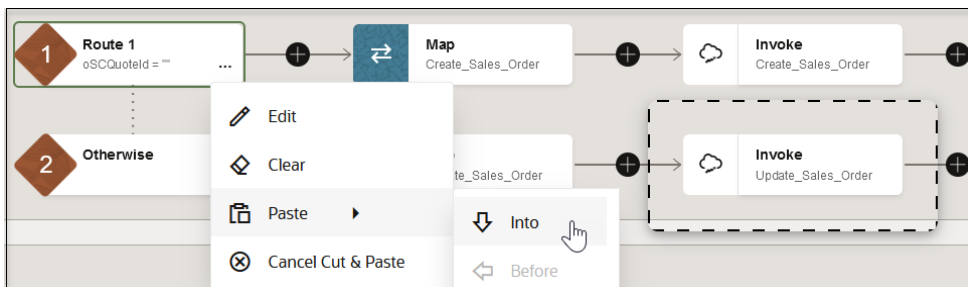 1
Route 1
oSCQuoteId = ""
...
Map
Create_Sales_Order
Invoke
Create_Sales_Order
Edit
Clear
Paste
Cancel Cut & Paste
2
Otherwise
te_Sales_Order
Invoke
Update_Sales_Order
Into
Before